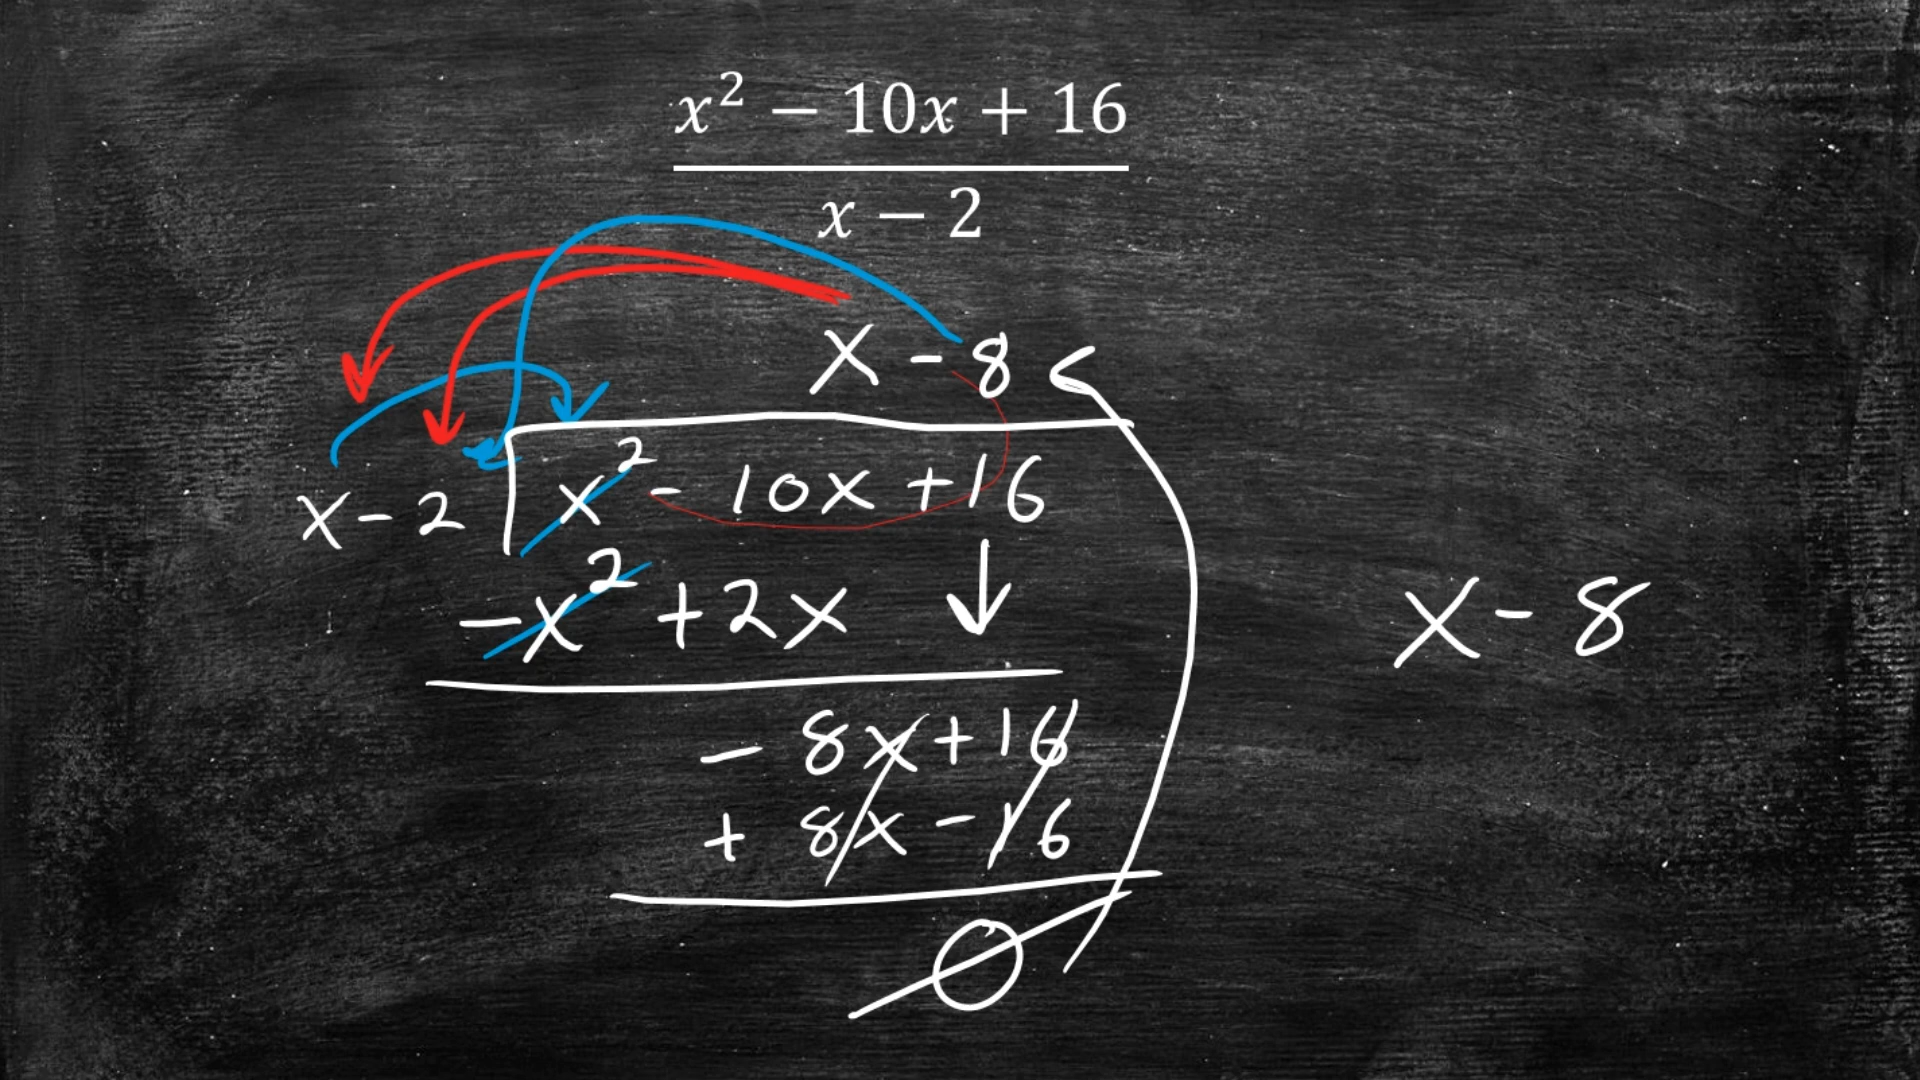 x² − 10x + 16
x − 2
x - 8
x - 2 x² - 10x + 16
-x² + 2x
x - 8
- 8x + 16
+ 8x - 16
0